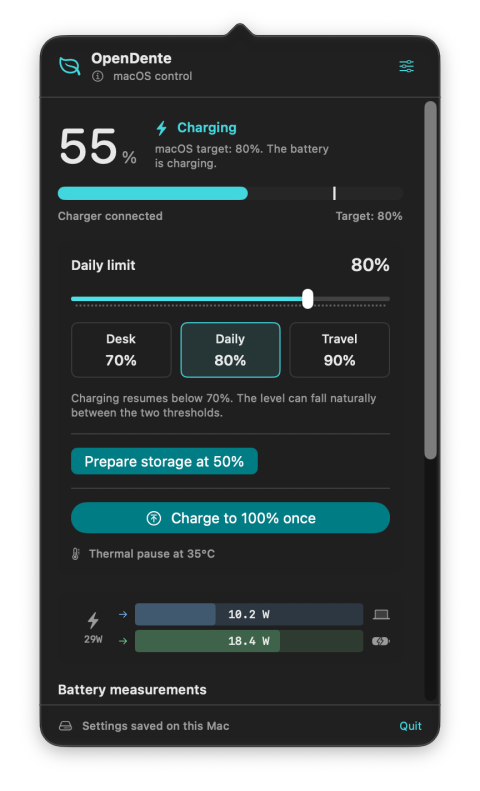 OpenDente
macOS control
55 %
Charging
macOS target: 80%. The battery
is charging.
Charger connected
Target: 80%
Daily limit
80%
Desk
70%
Daily
80%
Travel
90%
Charging resumes below 70%. The level can fall naturally
between the two thresholds.
Prepare storage at 50%
Charge to 100% once
Thermal pause at 35°C
29W
10.2 W
18.4 W
Battery measurements
Settings saved on this Mac
Quit